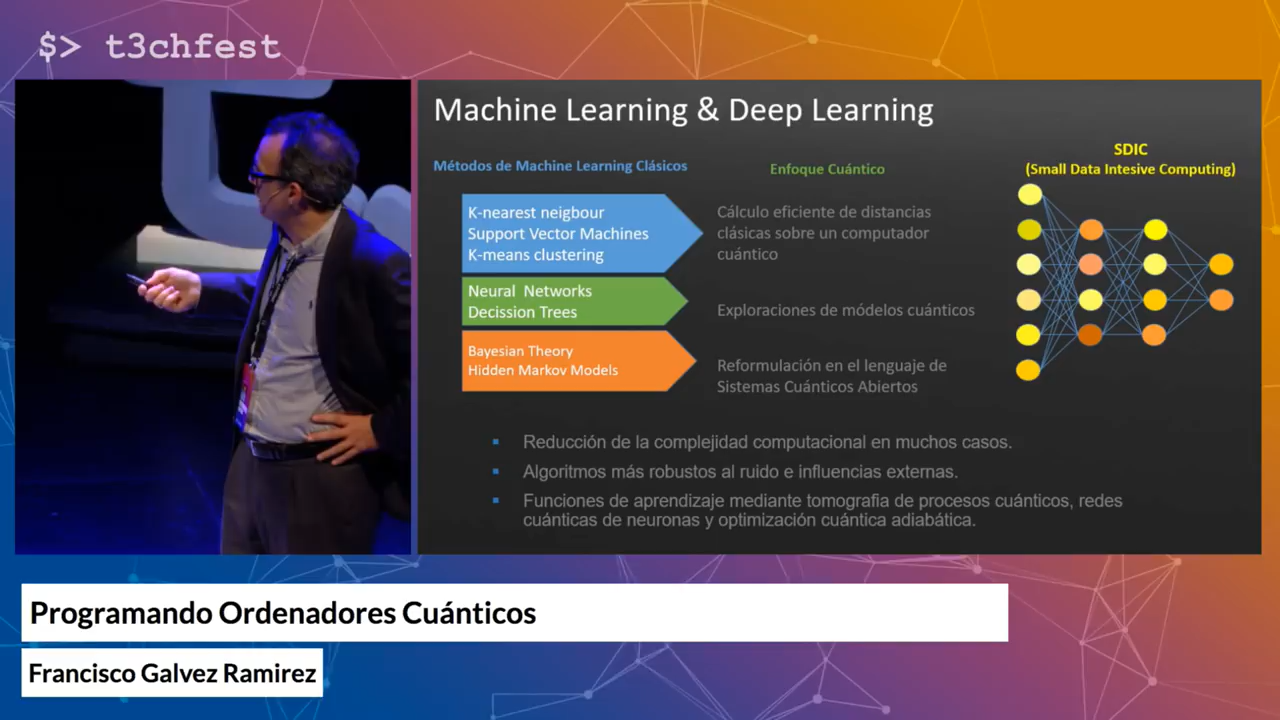 $> t3chfest
Machine Learning & Deep Learning
Métodos de Machine Learning Clásicos
Enfoque Cuántico
SDIC
(Small Data Intesive Computing)
K-nearest neigbour
Support Vector Machines
K-means clustering
Cálculo eficiente de distancias
clásicas sobre un computador
cuántico
Neural Networks
Decission Trees
Exploraciones de módelos cuánticos
Bayesian Theory
Hidden Markov Models
Reformulación en el lenguaje de
Sistemas Cuánticos Abiertos
Reducción de la complejidad computacional en muchos casos.
Algoritmos más robustos al ruido e influencias externas.
Funciones de aprendizaje mediante tomografia de procesos cuánticos, redes
cuánticas de neuronas y optimización cuántica adiabática.
Programando Ordenadores Cuánticos
Francisco Galvez Ramirez